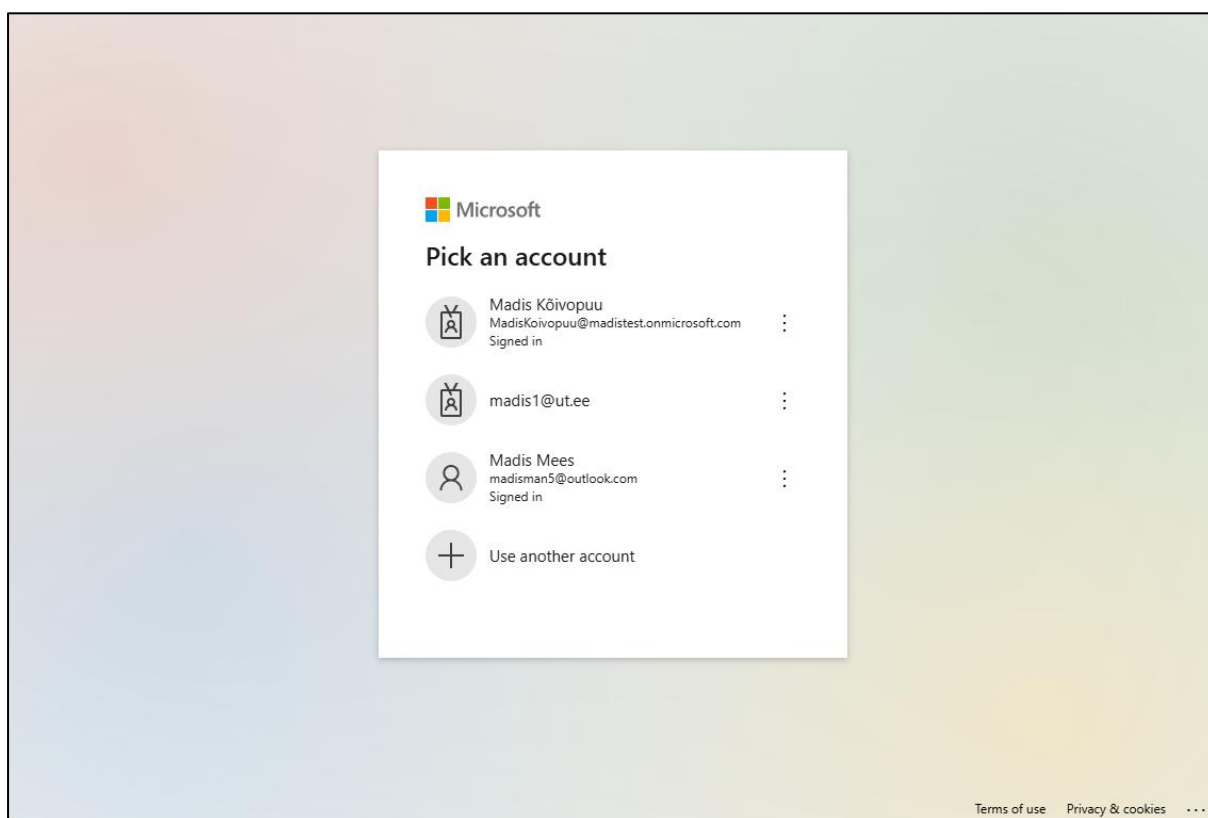 Microsoft
Pick an account
Madis Kõivopuu
MadisKoivopuu@madistest.onmicrosoft.com
Signed in
madis1@ut.ee
Madis Mees
madisman5@outlook.com
Signed in
Use another account
Terms of use Privacy & cookies ...